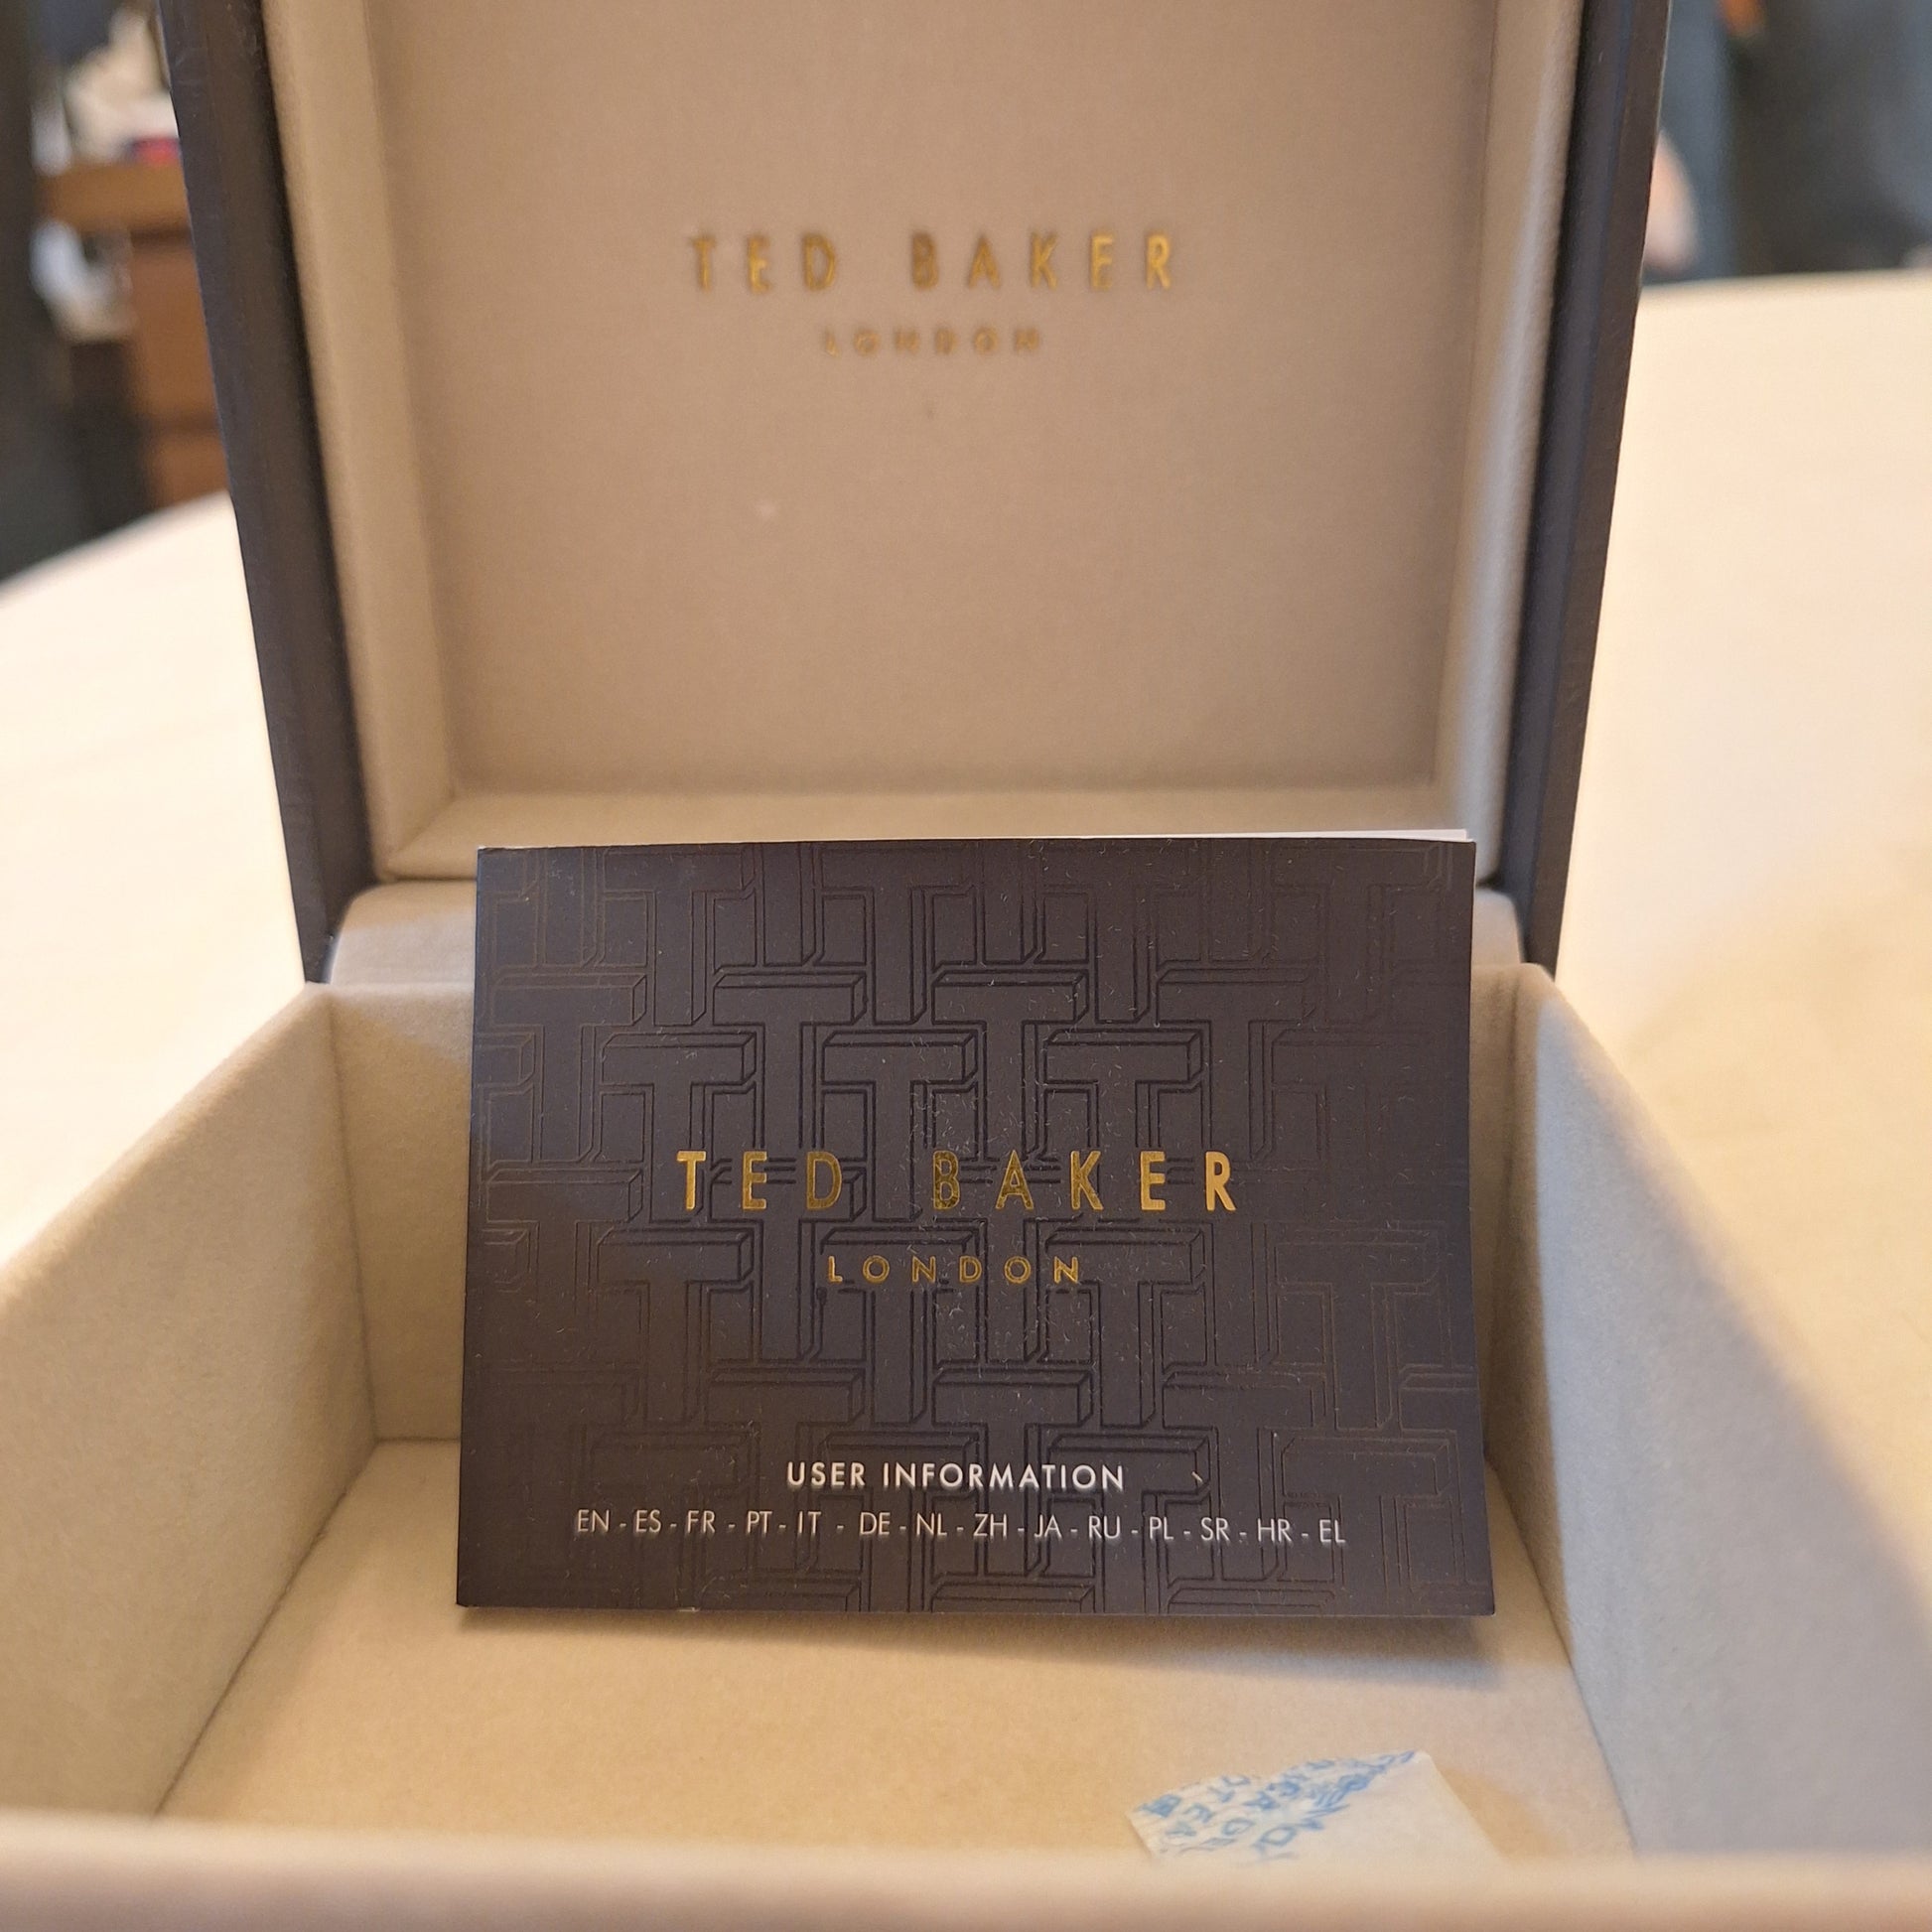 TED BAKER
LONDON
TED BAKER
LONDON
USER INFORMATION
EN - ES - FR - PT - IT - DE - NL - ZH - JA - RU - PL - SR - HR - EL